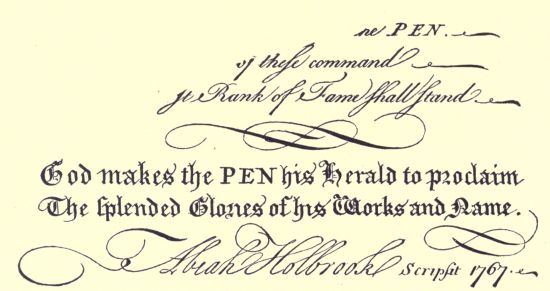 ne PEN.
of theſe command
ſt Rank of Fame ſhall ſtand
God makes the PEN his Herald to proclaim
The ſplended Glories of his Works and Name.
Abiah Holbrook Scripſit 1767.